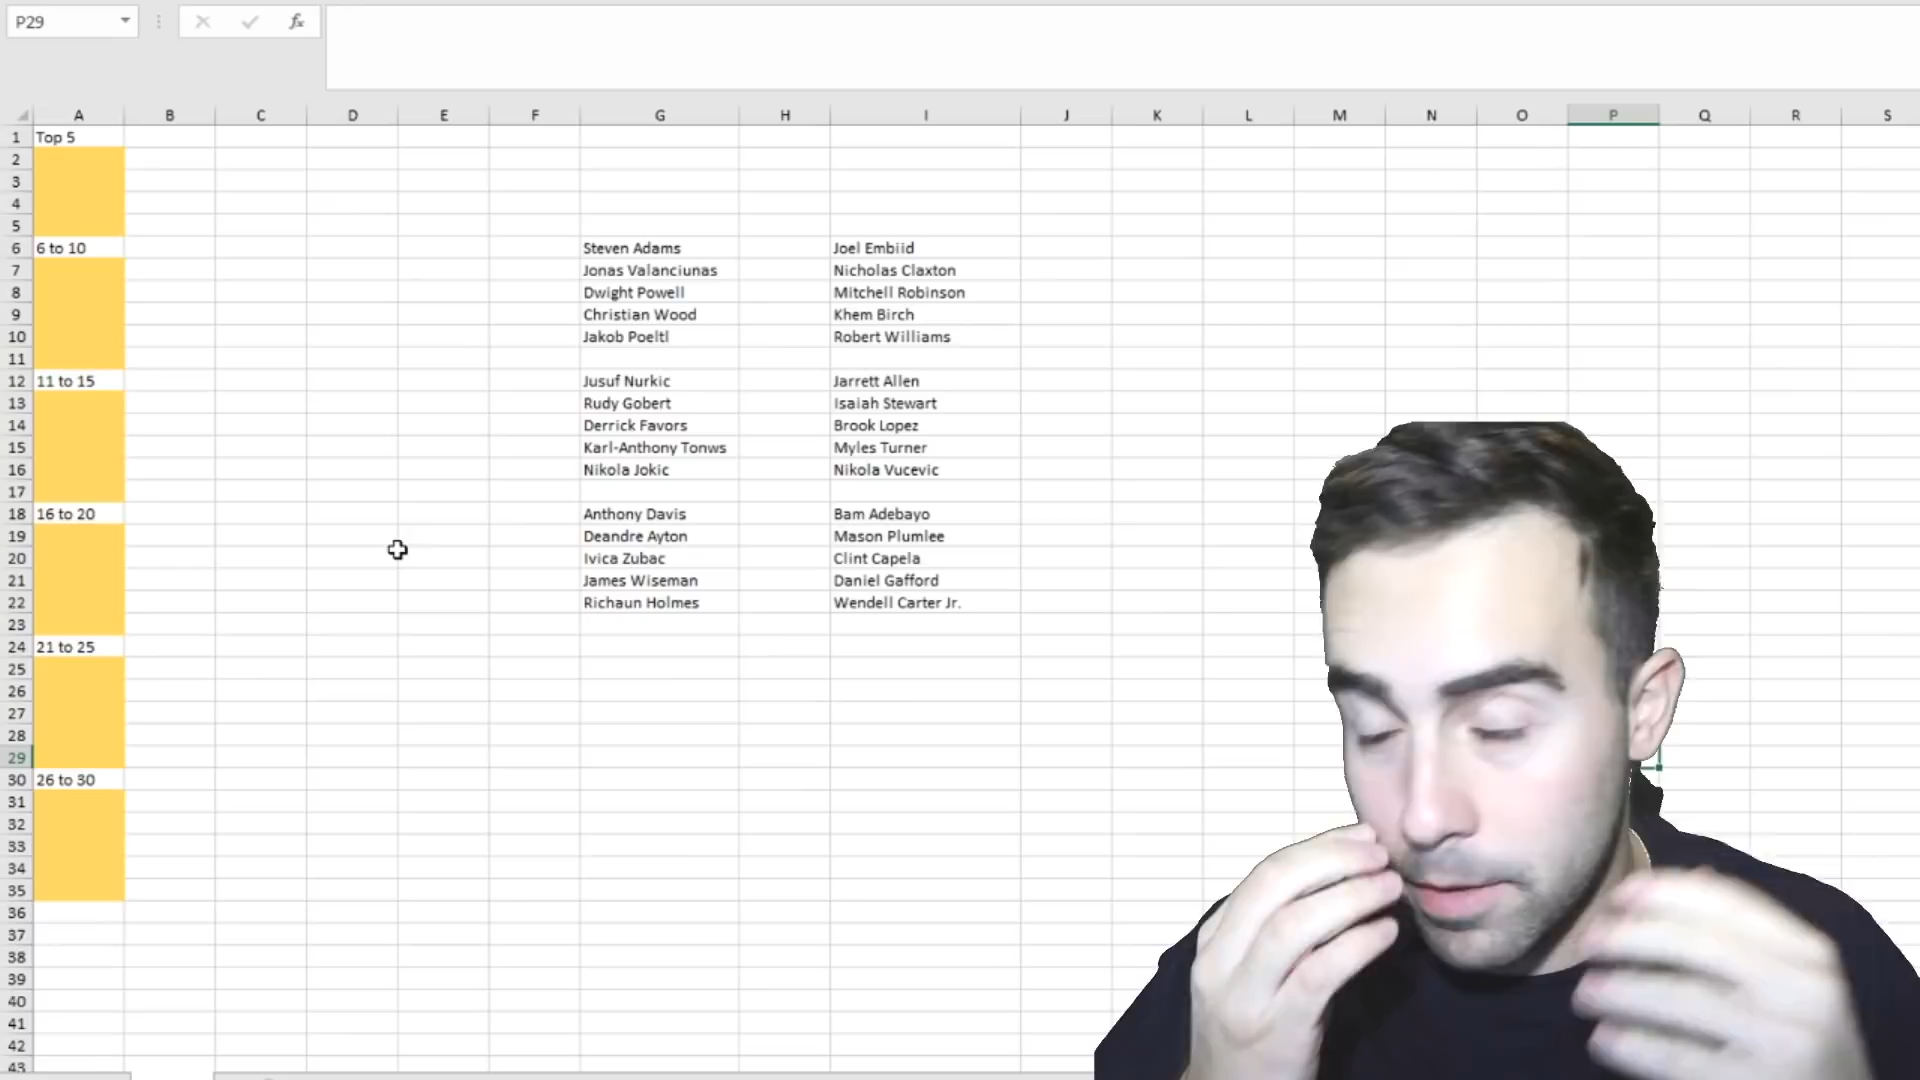 P29
fx
A B C D E F G H I J K L M N O P Q R S
1 Top 5
2
3
4
5
6 6 to 10 Steven Adams Joel Embiid
7 Jonas Valanciunas Nicholas Claxton
8 Dwight Powell Mitchell Robinson
9 Christian Wood Khem Birch
10 Jakob Poeltl Robert Williams
11
12 11 to 15 Jusuf Nurkic Jarrett Allen
13 Rudy Gobert Isaiah Stewart
14 Derrick Favors Brook Lopez
15 Karl-Anthony Tonws Myles Turner
16 Nikola Jokic Nikola Vucevic
17
18 16 to 20 Anthony Davis Bam Adebayo
19 Deandre Ayton Mason Plumlee
20 Ivica Zubac Clint Capela
21 James Wiseman Daniel Gafford
22 Richaun Holmes Wendell Carter Jr.
23
24 21 to 25
25
26
27
28
29
30 26 to 30
31
32
33
34
35
36
37
38
39
40
41
42
43